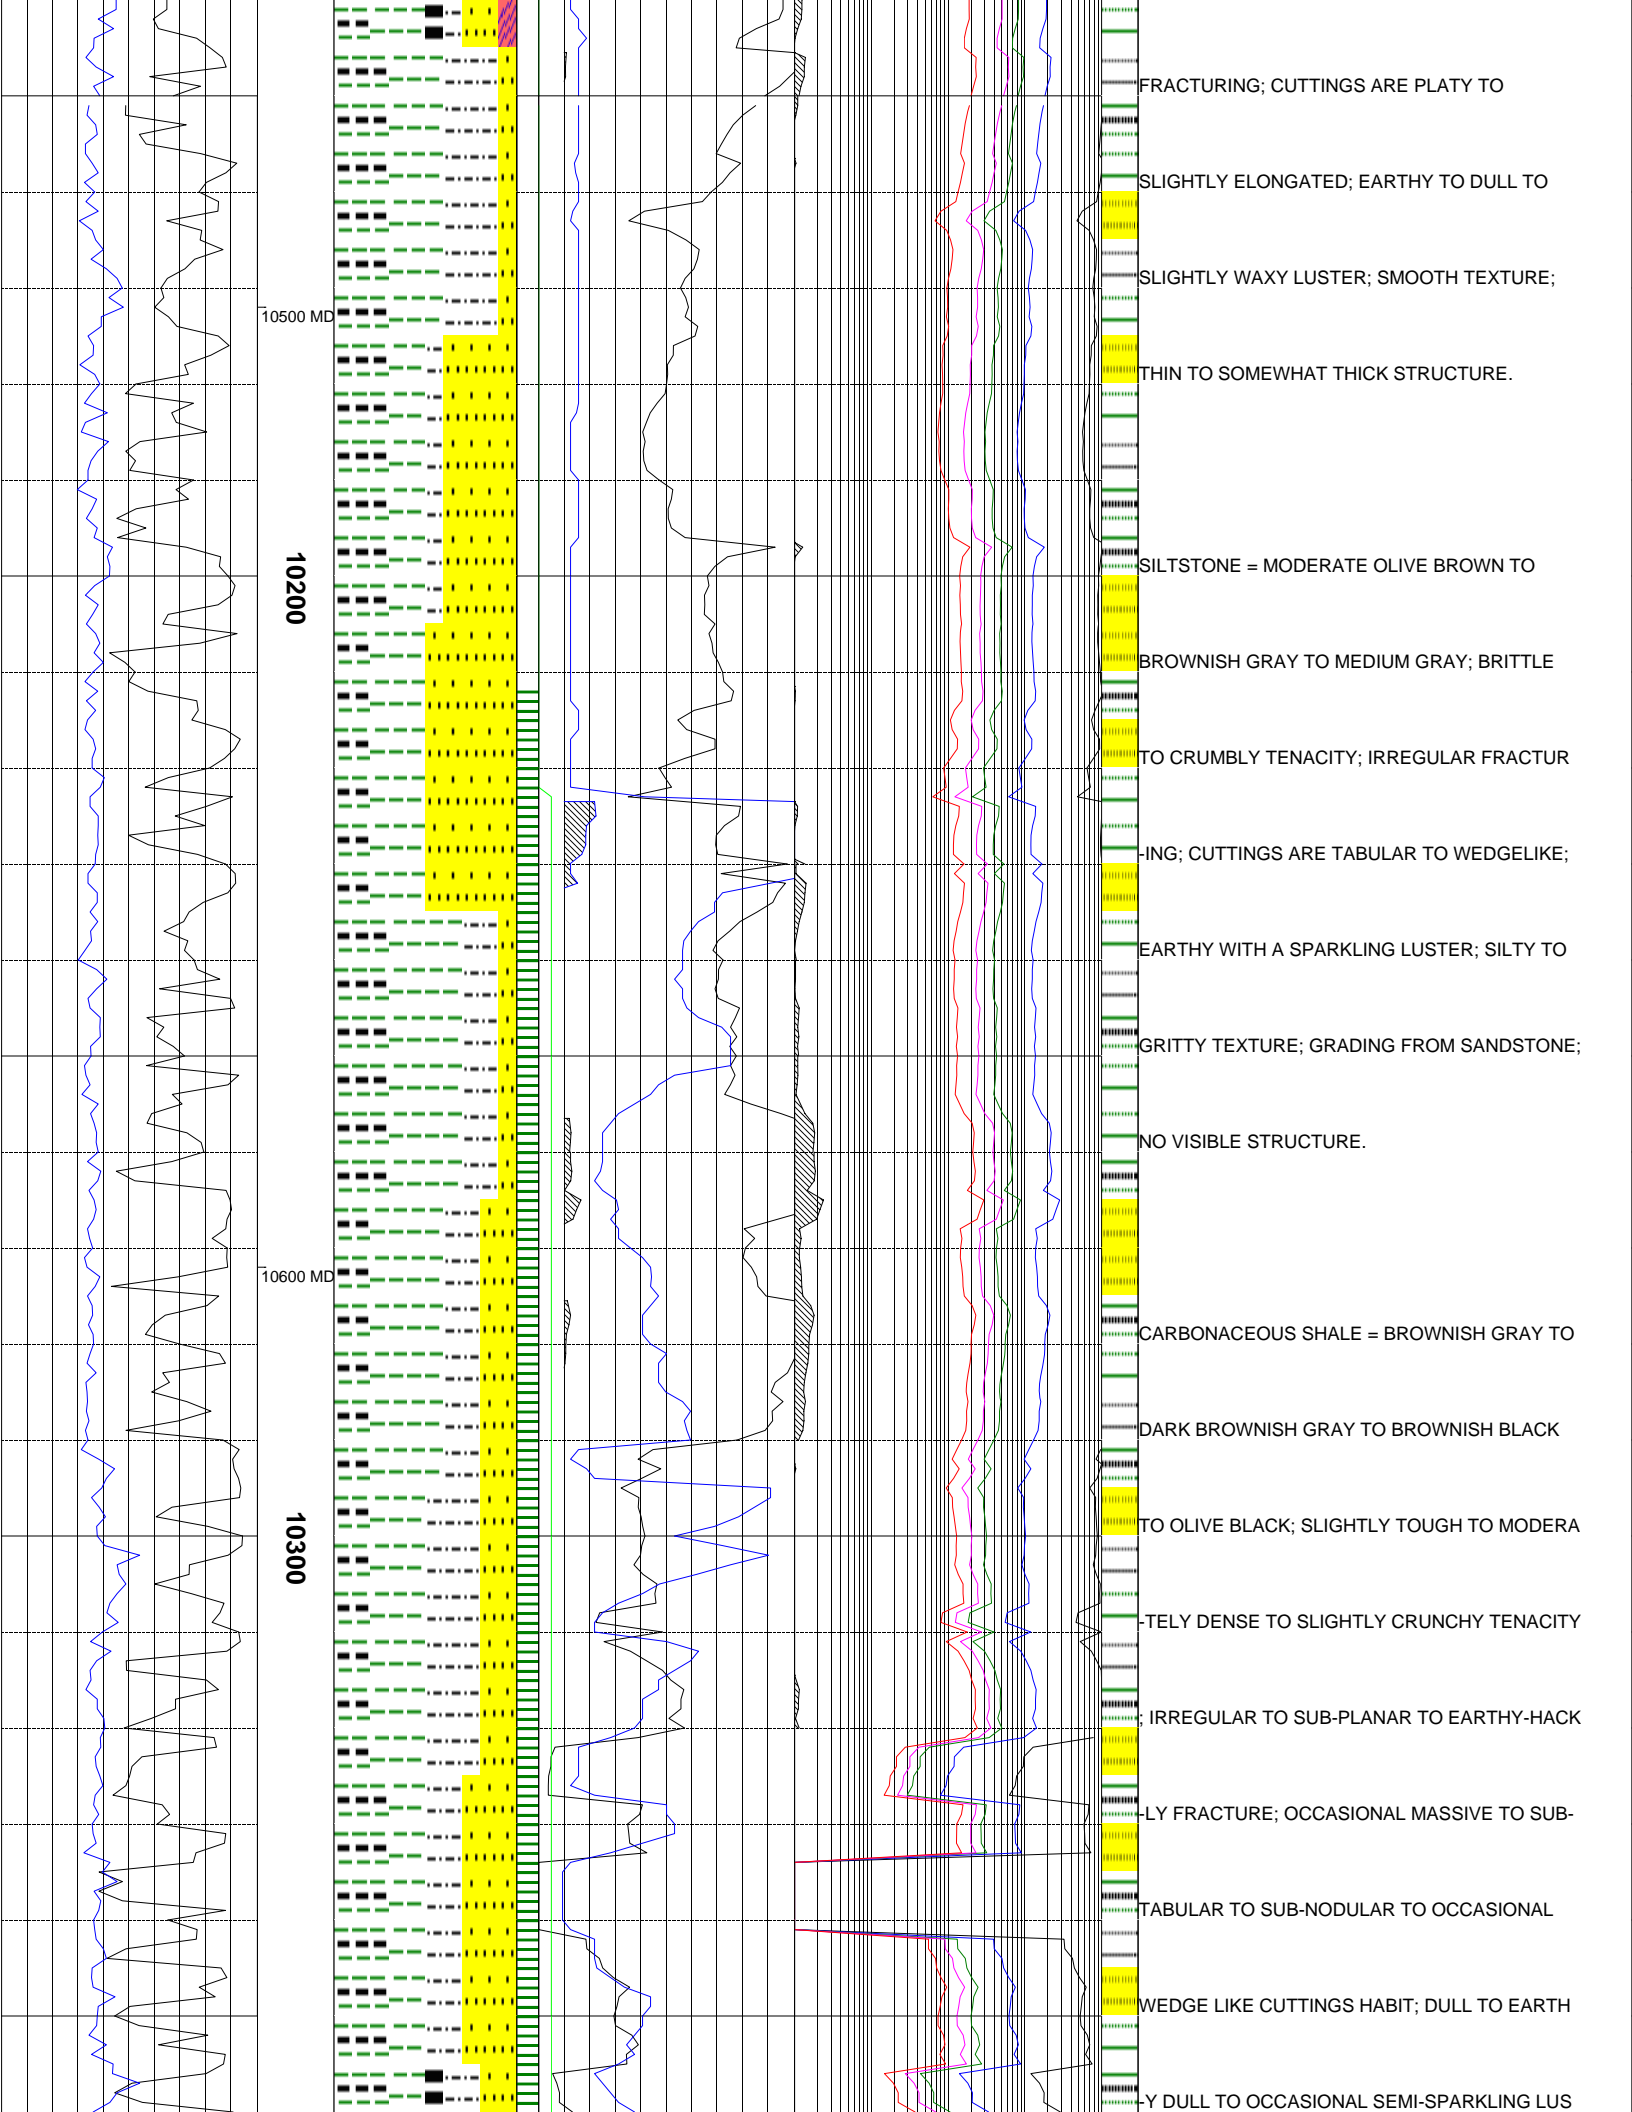 FRACTURING; CUTTINGS ARE PLATY TO
SLIGHTLY ELONGATED; EARTHY TO DULL TO
SLIGHTLY WAXY LUSTER; SMOOTH TEXTURE;
10500 MD
THIN TO SOMEWHAT THICK STRUCTURE.
SILTSTONE = MODERATE OLIVE BROWN TO
10200
BROWNISH GRAY TO MEDIUM GRAY; BRITTLE
TO CRUMBLY TENACITY; IRREGULAR FRACTUR
-ING; CUTTINGS ARE TABULAR TO WEDGELIKE;
EARTHY WITH A SPARKLING LUSTER; SILTY TO
GRITTY TEXTURE; GRADING FROM SANDSTONE;
NO VISIBLE STRUCTURE.
10600 MD
CARBONACEOUS SHALE = BROWNISH GRAY TO
DARK BROWNISH GRAY TO BROWNISH BLACK
TO OLIVE BLACK; SLIGHTLY TOUGH TO MODERA
10300
-TELY DENSE TO SLIGHTLY CRUNCHY TENACITY
; IRREGULAR TO SUB-PLANAR TO EARTHY-HACK
-LY FRACTURE; OCCASIONAL MASSIVE TO SUB-
TABULAR TO SUB-NODULAR TO OCCASIONAL
WEDGE LIKE CUTTINGS HABIT; DULL TO EARTH
-Y DULL TO OCCASIONAL SEMI-SPARKLING LUS